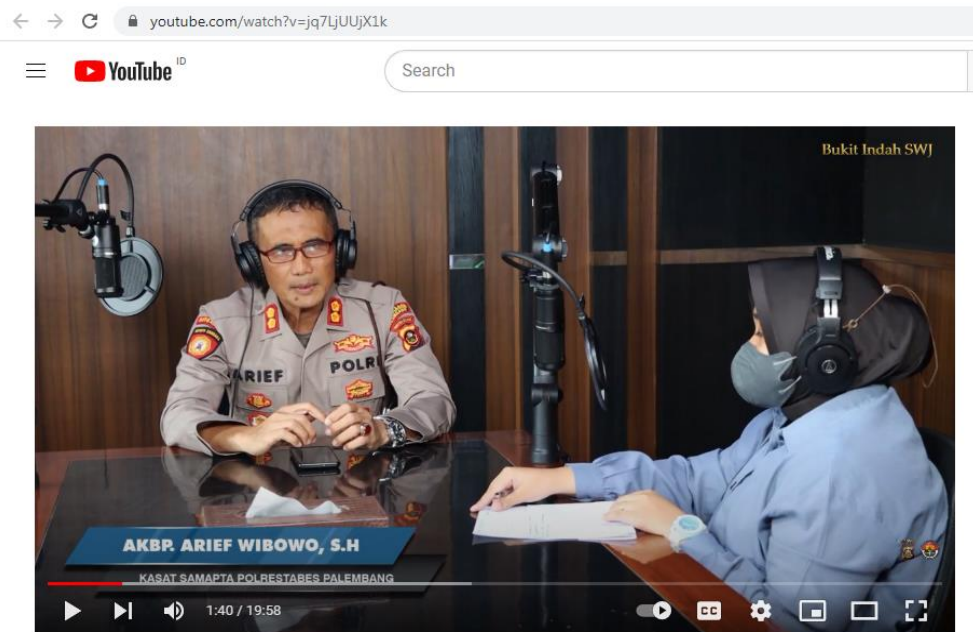 youtube.com/watch?v=jq7LjUUjX1k
YouTube ID
Search
Bukit Indah SWJ
ARIEF
POLRI
AKBP. ARIEF WIBOWO, S.H
KASAT SAMAPTA POLRESTABES PALEMBANG
1:40 / 19:58
CC